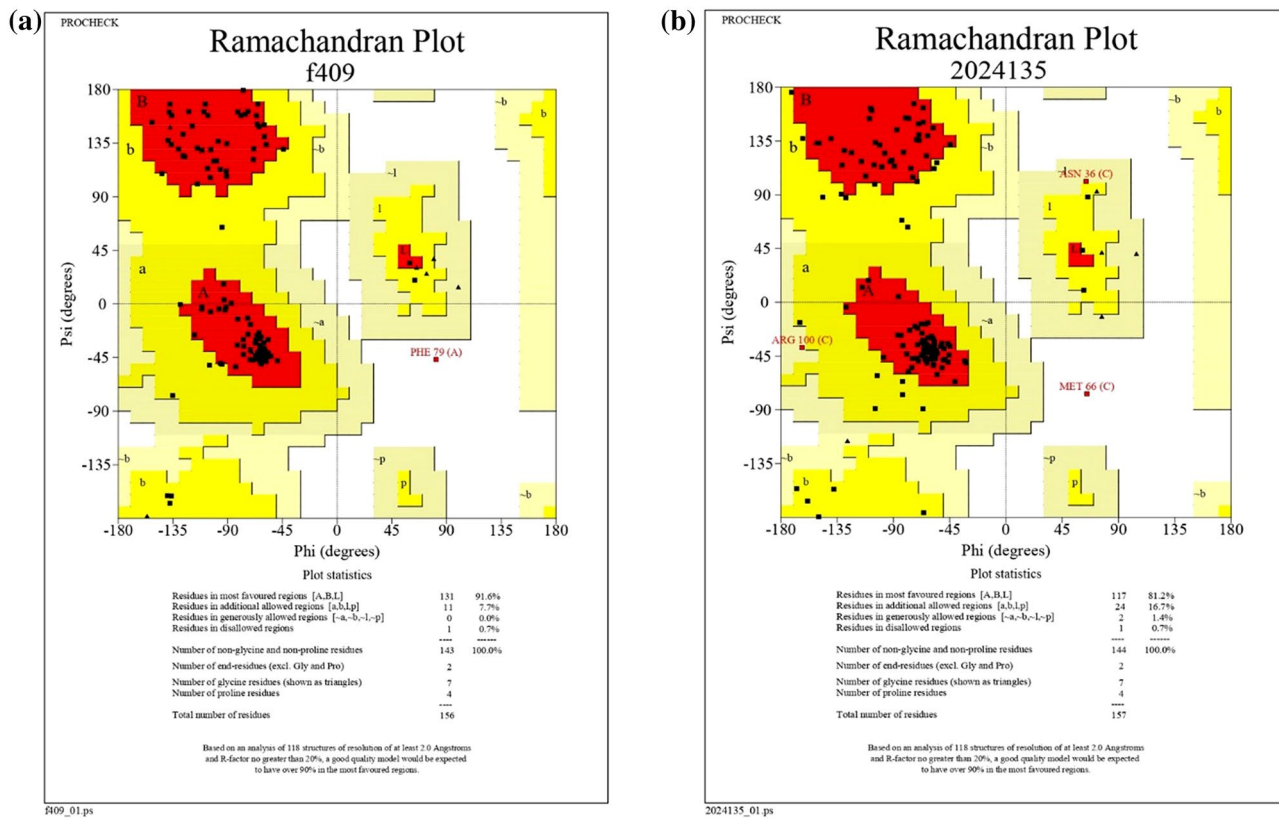 (a)
PROCHECK
Ramachandran Plot
f409
B
b
~b
~b
b
~l
l
L
a
A
~a
PHE 79 (A)
~b
b
~p
p
~b
180
135
90
45
0
-45
-90
-135
Psi (degrees)
-180 -135 -90 -45 0 45 90 135 180
Phi (degrees)
Plot statistics
Residues in most favoured regions [A,B,L] 131 91.6%
Residues in additional allowed regions [a,b,l,p] 11 7.7%
Residues in generously allowed regions [~a,~b,~l,~p] 0 0.0%
Residues in disallowed regions 1 0.7%
---- ------
Number of non-glycine and non-proline residues 143 100.0%
Number of end-residues (excl. Gly and Pro) 2
Number of glycine residues (shown as triangles) 7
Number of proline residues 4
----
Total number of residues 156
Based on an analysis of 118 structures of resolution of at least 2.0 Angstroms
and R-factor no greater than 20%, a good quality model would be expected
to have over 90% in the most favoured regions.
f409_01.ps
(b)
PROCHECK
Ramachandran Plot
2024135
B
b
~b
~b
b
~l
ASN 36 (C)
l
L
a
A
~a
ARG 100 (C)
MET 66 (C)
~b
b
~p
p
~b
180
135
90
45
0
-45
-90
-135
-180
Psi (degrees)
-180 -135 -90 -45 0 45 90 135 180
Phi (degrees)
Plot statistics
Residues in most favoured regions [A,B,L] 117 81.2%
Residues in additional allowed regions [a,b,l,p] 24 16.7%
Residues in generously allowed regions [~a,~b,~l,~p] 2 1.4%
Residues in disallowed regions 1 0.7%
---- ------
Number of non-glycine and non-proline residues 144 100.0%
Number of end-residues (excl. Gly and Pro) 2
Number of glycine residues (shown as triangles) 7
Number of proline residues 4
----
Total number of residues 157
Based on an analysis of 118 structures of resolution of at least 2.0 Angstroms
and R-factor no greater than 20%, a good quality model would be expected
to have over 90% in the most favoured regions.
2024135_01.ps